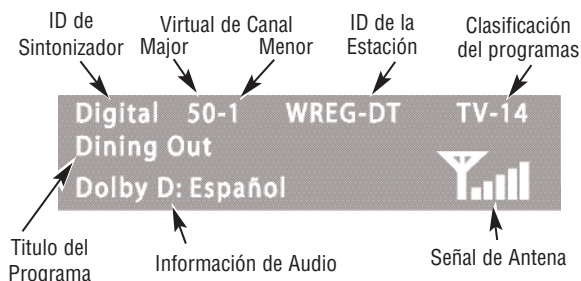 ID de
Sintonizador
Virtual de Canal
Major Menor
ID de la
Estación
Clasificación
del programas
Digital 50-1 WREG-DT TV-14
Dining Out
Dolby D: Español
Titulo del
Programa
Información de Audio
Señal de Antena